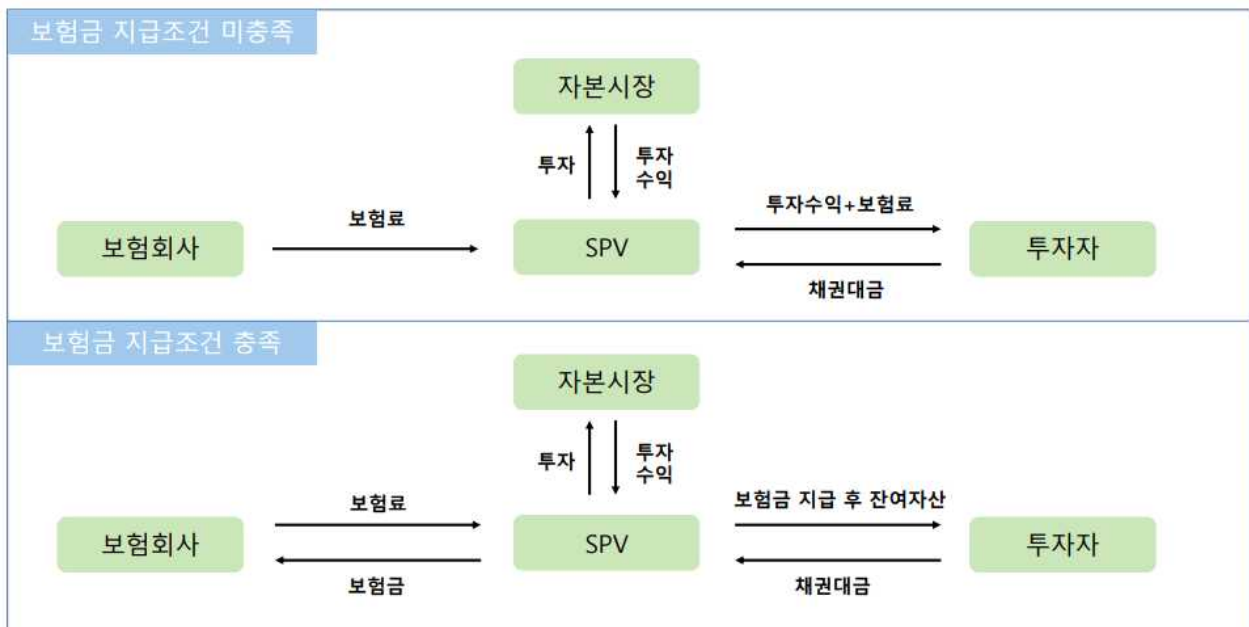 보험금 지급조건 미충족
자본시장
투자
투자
수익
보험료
투자수익+보험료
보험회사
SPV
투자자
채권대금
보험금 지급조건 충족
자본시장
투자
투자
수익
보험료
보험금 지급 후 잔여자산
보험회사
SPV
투자자
보험금
채권대금